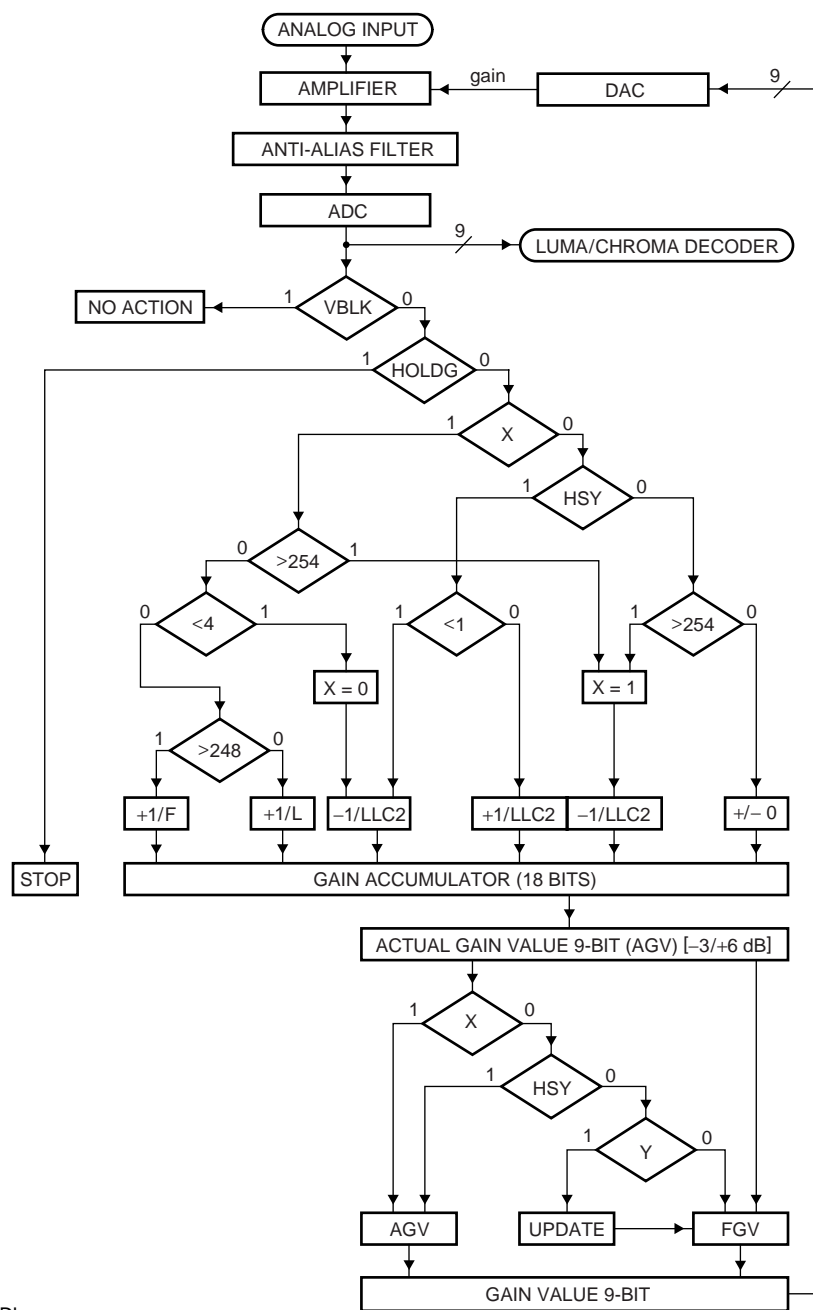 ANALOG INPUT
AMPLIFIER
gain
DAC
9
ANTI-ALIAS FILTER
ADC
9
LUMA/CHROMA DECODER
NO ACTION
1
VBLK
0
1
HOLDG
0
1
X
0
1
HSY
0
0
>254
1
0
<4
1
1
<1
0
1
>254
0
X = 0
X = 1
1
>248
0
+1/F
+1/L
−1/LLC2
+1/LLC2
−1/LLC2
+/− 0
STOP
GAIN ACCUMULATOR (18 BITS)
ACTUAL GAIN VALUE 9-BIT (AGV) [−3/+6 dB]
1
X
0
1
HSY
0
1
Y
0
AGV
UPDATE
FGV
GAIN VALUE 9-BIT